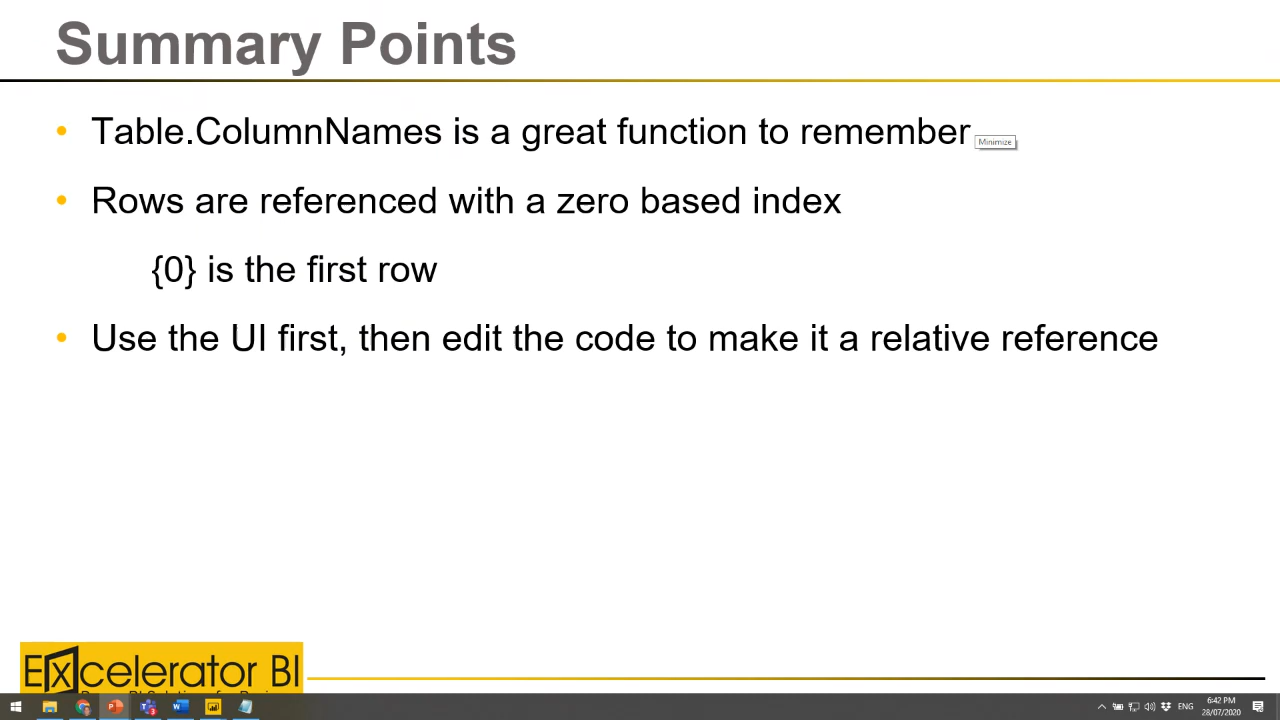 Summary Points
• Table.ColumnNames is a great function to remember
Minimize
• Rows are referenced with a zero based index
{0} is the first row
• Use the UI first, then edit the code to make it a relative reference
Excelerator BI
ENG
6:42 PM
28/07/2020